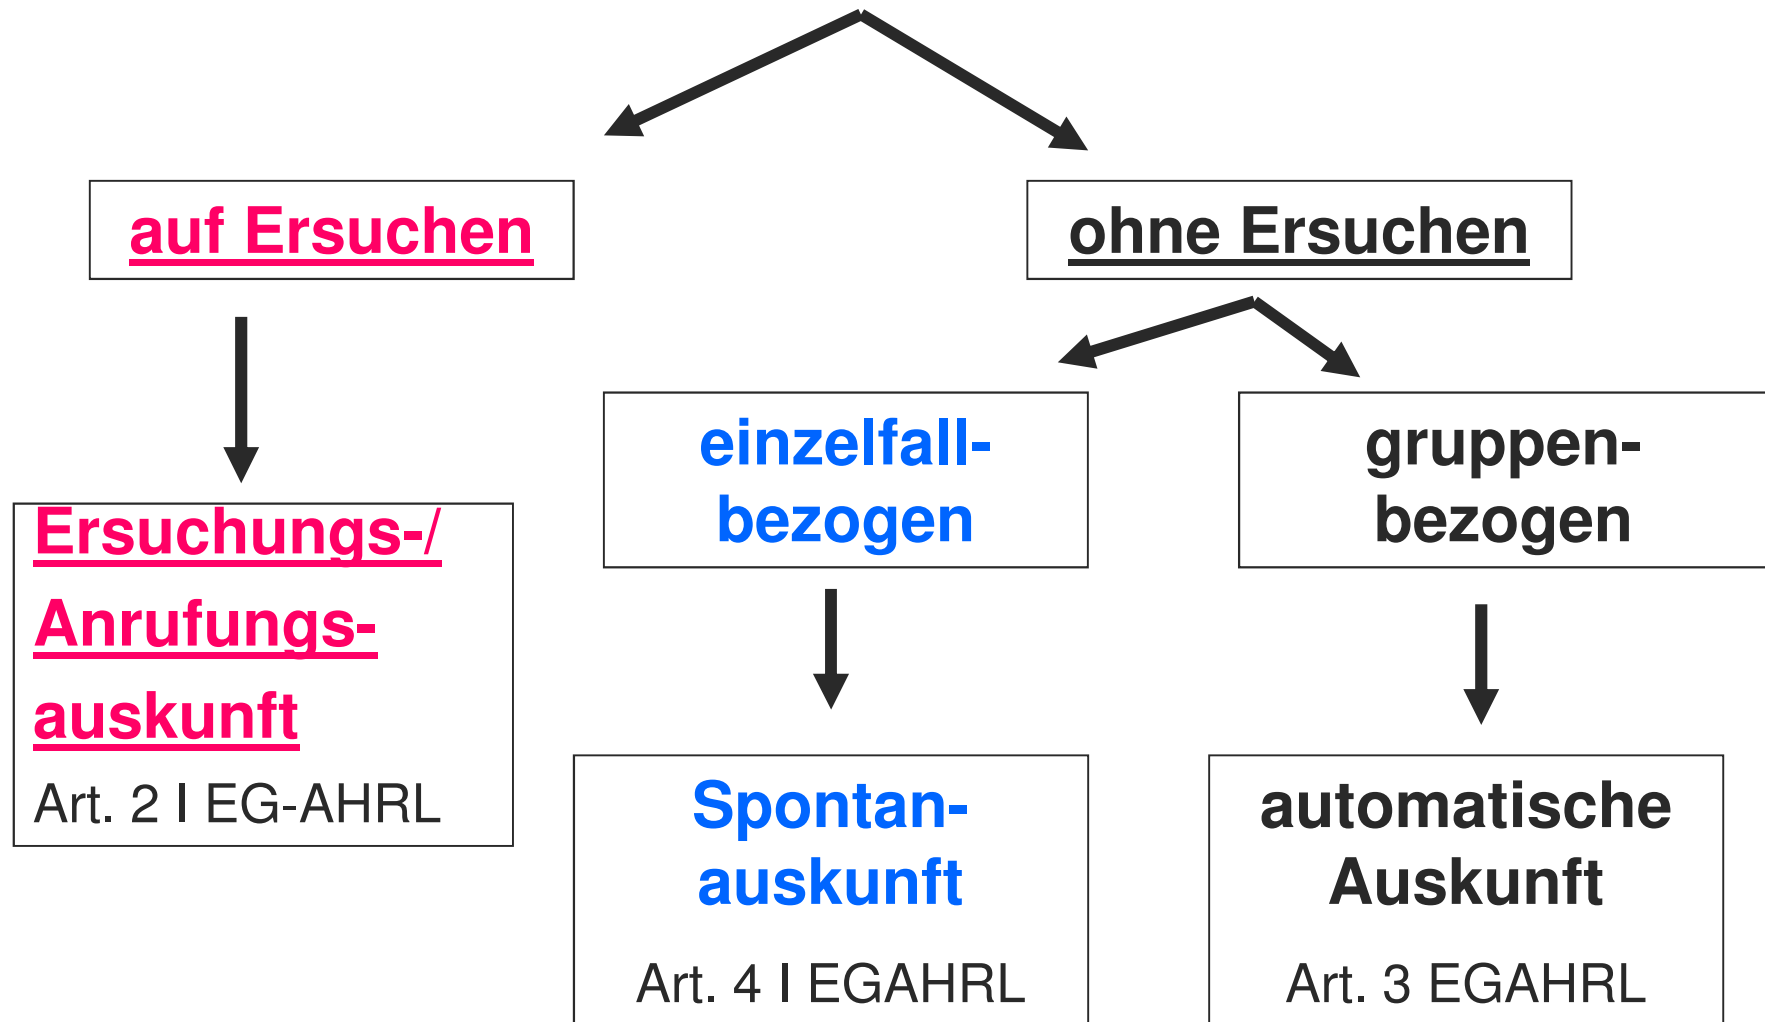 auf Ersuchen
ohne Ersuchen
einzelfall-
bezogen
gruppen-
bezogen
Ersuchungs-/
Anrufungs-
auskunft
Art. 2 I EG-AHRL
Spontan-
auskunft
Art. 4 I EGAHRL
automatische
Auskunft
Art. 3 EGAHRL